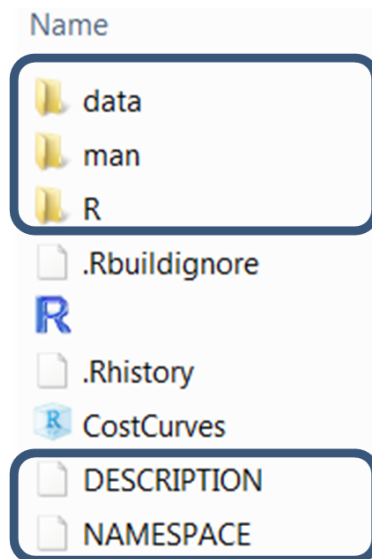 Name
data
man
R
.Rbuildignore
R
.Rhistory
R
CostCurves
DESCRIPTION
NAMESPACE